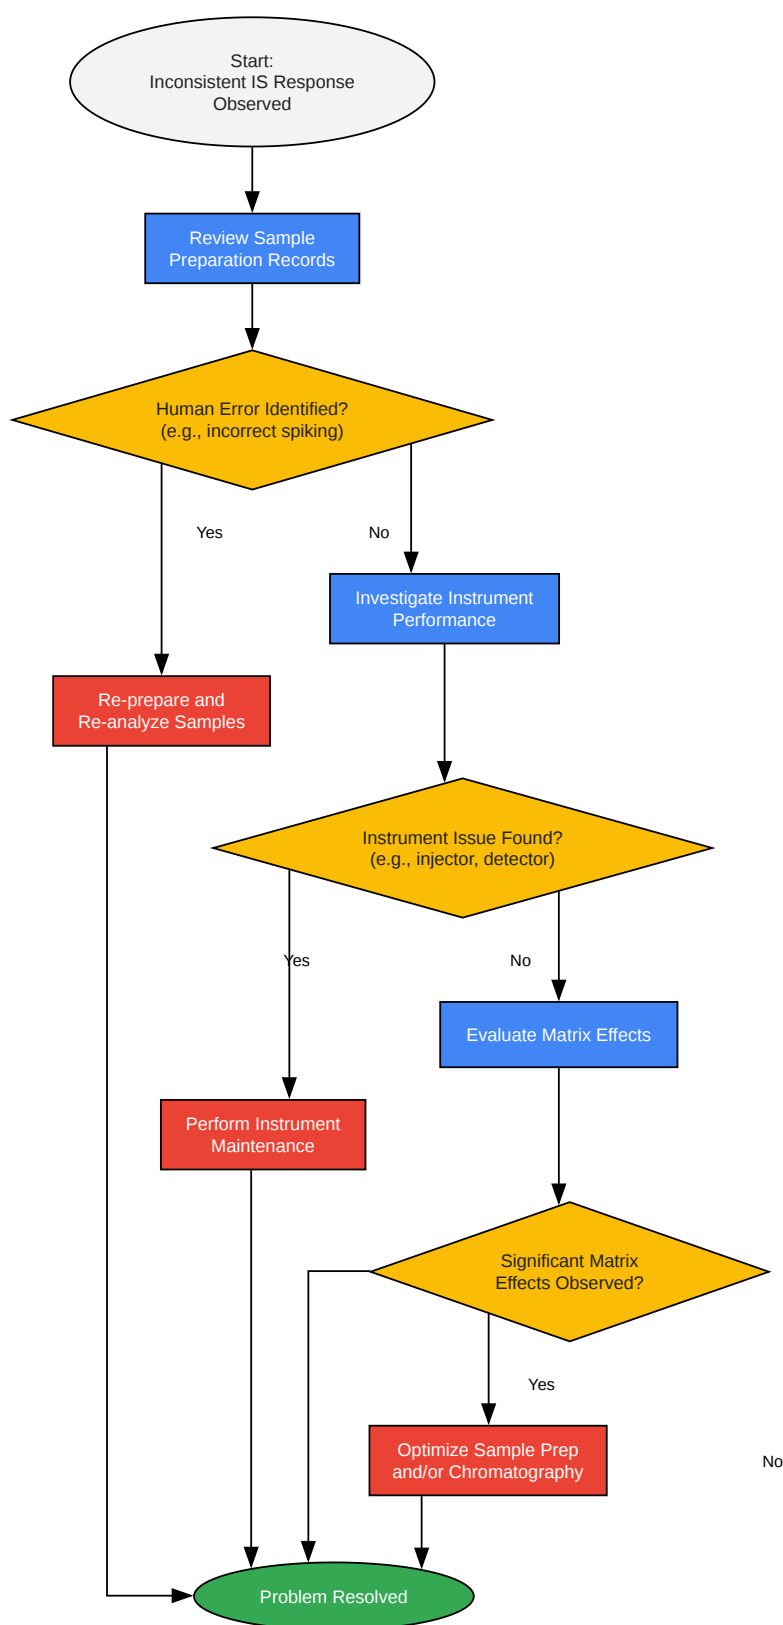 Start:
Inconsistent IS Response
Observed
Review Sample
Preparation Records
Human Error Identified?
(e.g., incorrect spiking)
Yes
No
Investigate Instrument
Performance
Re-prepare and
Re-analyze Samples
Instrument Issue Found?
(e.g., injector, detector)
Yes
No
Evaluate Matrix Effects
Perform Instrument
Maintenance
Significant Matrix
Effects Observed?
Yes
Optimize Sample Prep
and/or Chromatography
No
Problem Resolved